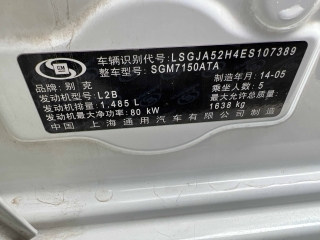 车辆识别代号: LSGJA52H4ES107389
整车型号: SGM7150ATA
制造年月 14-05
品牌: 别克
乘坐人数 5
发动机型号: L2B
最大允许总质量
发动机排量: 1.485 L
1638 kg
发动机最大净功率: 80 kW
中国 上海通用汽车有限公司 制造
GM